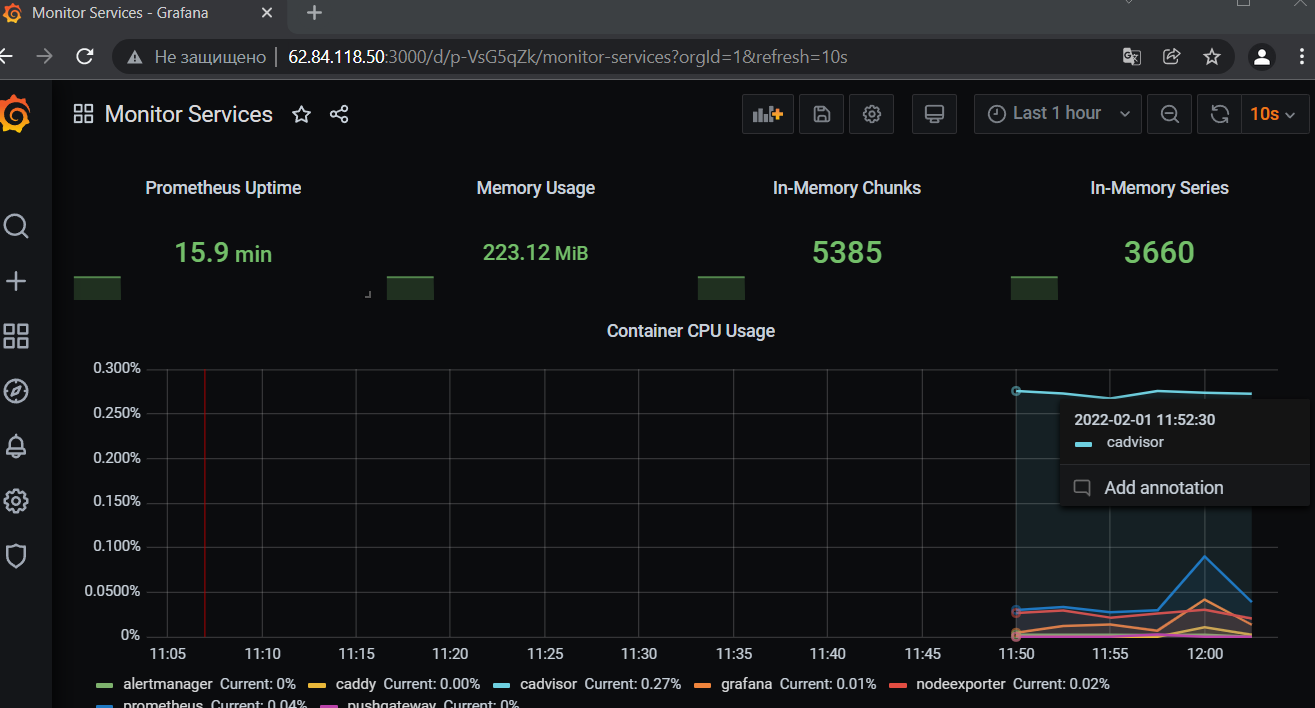 Monitor Services - Grafana
Не защищено 62.84.118.50:3000/d/p-VsG5qZk/monitor-services?orgId=1&refresh=10s
Monitor Services Last 1 hour 10s
Prometheus Uptime Memory Usage In-Memory Chunks In-Memory Series
15.9 min 223.12 MiB 5385 3660
Container CPU Usage
0.300%
0.250%
0.200%
0.150%
0.100%
0.0500%
0%
2022-02-01 11:52:30
cadvisor
Add annotation
11:05 11:10 11:15 11:20 11:25 11:30 11:35 11:40 11:45 11:50 11:55 12:00
alertmanager Current: 0% caddy Current: 0.00% cadvisor Current: 0.27% grafana Current: 0.01% nodeexporter Current: 0.02%
prometheus Current: 0.04% pushgateway Current: 0%